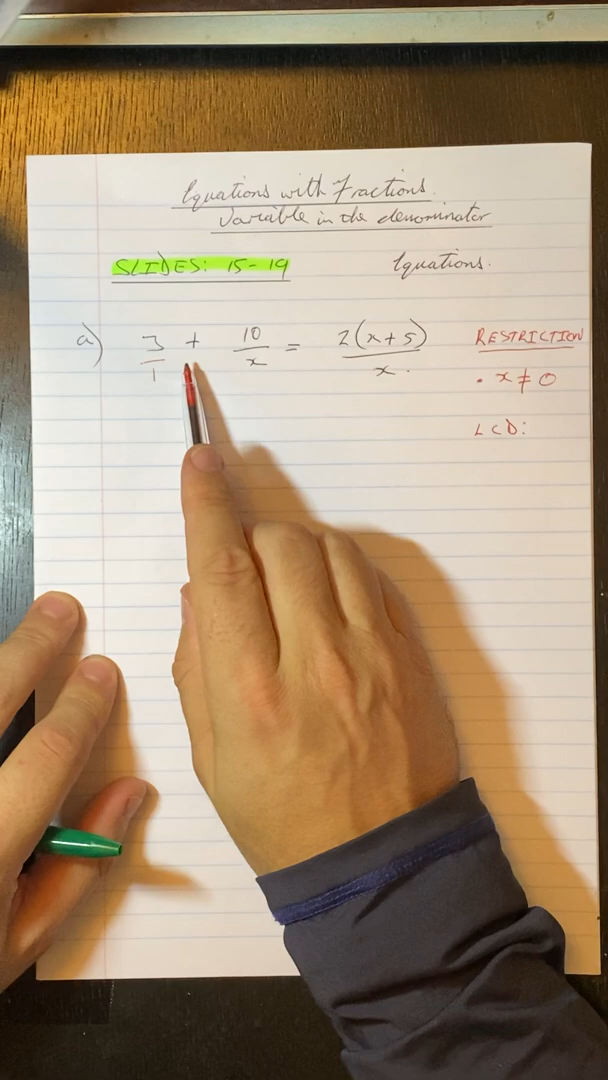 Equations with Fractions.
Variable in the denominator
SLIDES: 15-19
Equations.
a) 3/1 + 10/x = 2(x+5)/x.
RESTRICTION
• x ≠ 0
LCD: